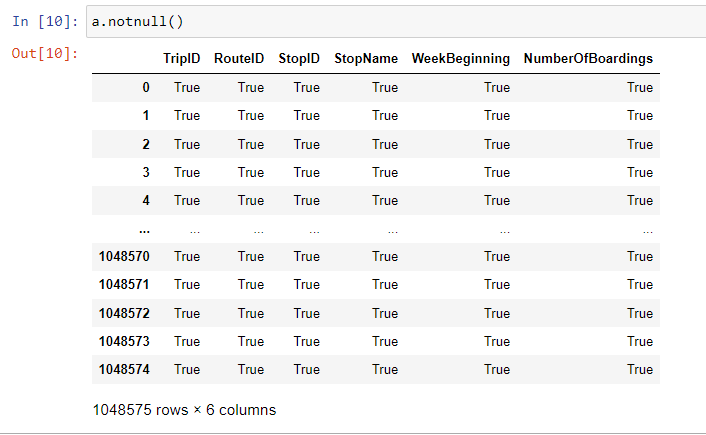 In [10]: a.notnull()
Out[10]:
TripID RouteID StopID StopName WeekBeginning NumberOfBoardings
0 True True True True True True
1 True True True True True True
2 True True True True True True
3 True True True True True True
4 True True True True True True
... ... ... ... ... ... ...
1048570 True True True True True True
1048571 True True True True True True
1048572 True True True True True True
1048573 True True True True True True
1048574 True True True True True True
1048575 rows × 6 columns